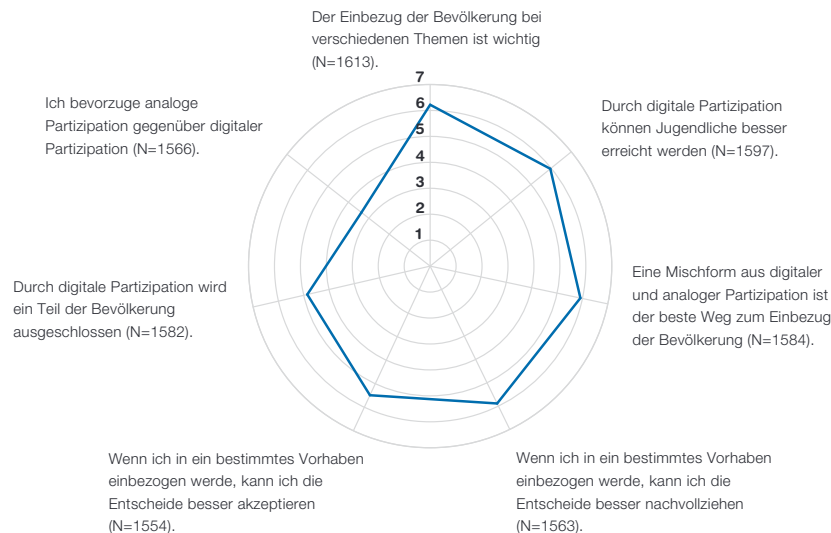 Der Einbezug der Bevölkerung bei
verschiedenen Themen ist wichtig
(N=1613).
Durch digitale Partizipation
können Jugendliche besser
erreicht werden (N=1597).
Eine Mischform aus digitaler
und analoger Partizipation ist
der beste Weg zum Einbezug
der Bevölkerung (N=1584).
Wenn ich in ein bestimmtes Vorhaben
einbezogen werde, kann ich die
Entscheide besser nachvollziehen
(N=1563).
Wenn ich in ein bestimmtes Vorhaben
einbezogen werde, kann ich die
Entscheide besser akzeptieren
(N=1554).
Durch digitale Partizipation wird
ein Teil der Bevölkerung
ausgeschlossen (N=1582).
Ich bevorzuge analoge
Partizipation gegenüber digitaler
Partizipation (N=1566).
7
6
5
4
3
2
1